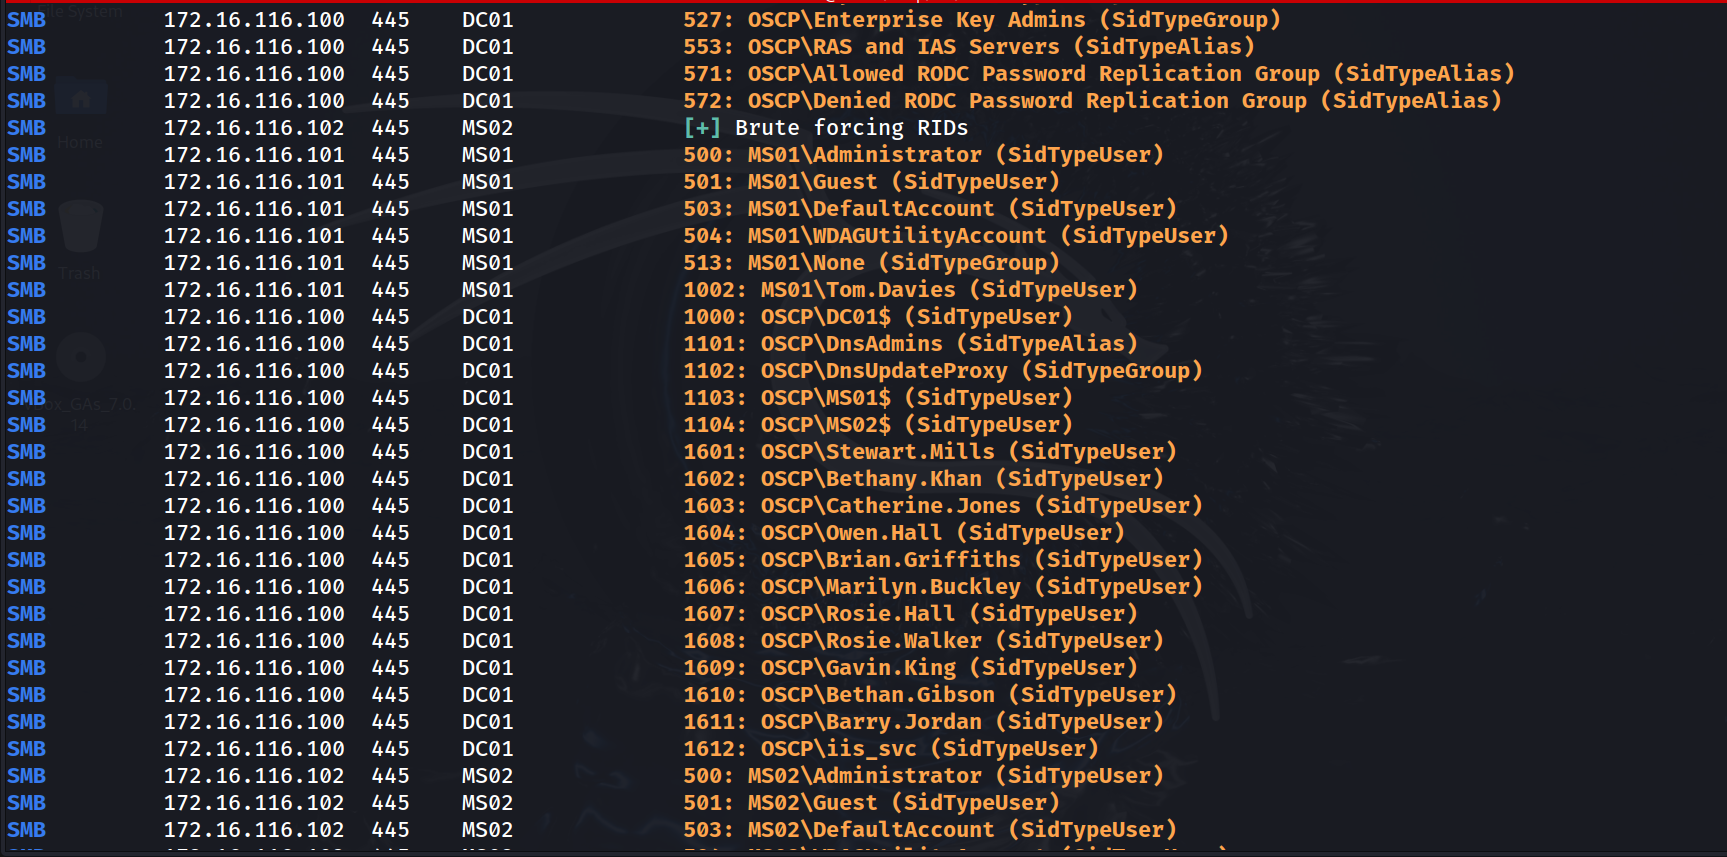 File System
SMB 172.16.116.100 445 DC01 527: OSCP\Enterprise Key Admins (SidTypeGroup)
SMB 172.16.116.100 445 DC01 553: OSCP\RAS and IAS Servers (SidTypeAlias)
SMB 172.16.116.100 445 DC01 571: OSCP\Allowed RODC Password Replication Group (SidTypeAlias)
SMB 172.16.116.100 445 DC01 572: OSCP\Denied RODC Password Replication Group (SidTypeAlias)
SMB 172.16.116.102 445 MS02 [+] Brute forcing RIDs
Home
SMB 172.16.116.101 445 MS01 500: MS01\Administrator (SidTypeUser)
SMB 172.16.116.101 445 MS01 501: MS01\Guest (SidTypeUser)
SMB 172.16.116.101 445 MS01 503: MS01\DefaultAccount (SidTypeUser)
SMB 172.16.116.101 445 MS01 504: MS01\WDAGUtilityAccount (SidTypeUser)
SMB 172.16.116.101 445 MS01 513: MS01\None (SidTypeGroup)
Trash
SMB 172.16.116.101 445 MS01 1002: MS01\Tom.Davies (SidTypeUser)
SMB 172.16.116.100 445 DC01 1000: OSCP\DC01$ (SidTypeUser)
SMB 172.16.116.100 445 DC01 1101: OSCP\DnsAdmins (SidTypeAlias)
SMB 172.16.116.100 445 DC01 1102: OSCP\DnsUpdateProxy (SidTypeGroup)
SMB 172.16.116.100 445 DC01 1103: OSCP\MS01$ (SidTypeUser)
VBox_GAs_7.0.
14
SMB 172.16.116.100 445 DC01 1104: OSCP\MS02$ (SidTypeUser)
SMB 172.16.116.100 445 DC01 1601: OSCP\Stewart.Mills (SidTypeUser)
SMB 172.16.116.100 445 DC01 1602: OSCP\Bethany.Khan (SidTypeUser)
SMB 172.16.116.100 445 DC01 1603: OSCP\Catherine.Jones (SidTypeUser)
SMB 172.16.116.100 445 DC01 1604: OSCP\Owen.Hall (SidTypeUser)
SMB 172.16.116.100 445 DC01 1605: OSCP\Brian.Griffiths (SidTypeUser)
SMB 172.16.116.100 445 DC01 1606: OSCP\Marilyn.Buckley (SidTypeUser)
SMB 172.16.116.100 445 DC01 1607: OSCP\Rosie.Hall (SidTypeUser)
SMB 172.16.116.100 445 DC01 1608: OSCP\Rosie.Walker (SidTypeUser)
SMB 172.16.116.100 445 DC01 1609: OSCP\Gavin.King (SidTypeUser)
SMB 172.16.116.100 445 DC01 1610: OSCP\Bethan.Gibson (SidTypeUser)
SMB 172.16.116.100 445 DC01 1611: OSCP\Barry.Jordan (SidTypeUser)
SMB 172.16.116.100 445 DC01 1612: OSCP\iis_svc (SidTypeUser)
SMB 172.16.116.102 445 MS02 500: MS02\Administrator (SidTypeUser)
SMB 172.16.116.102 445 MS02 501: MS02\Guest (SidTypeUser)
SMB 172.16.116.102 445 MS02 503: MS02\DefaultAccount (SidTypeUser)